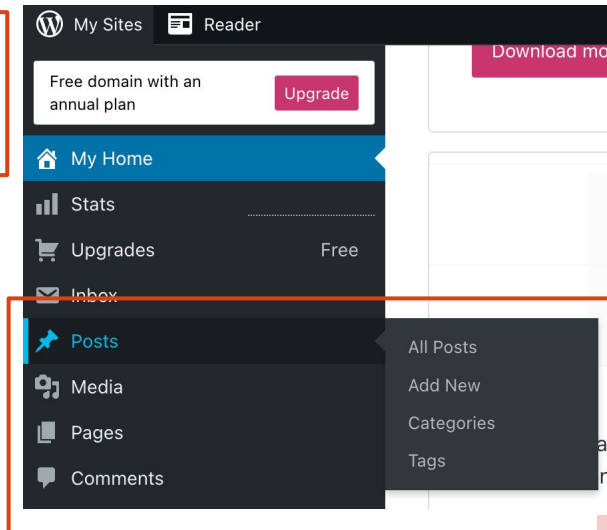 My Sites
Reader
Download mo
Free domain with an
annual plan
Upgrade
My Home
Stats
Upgrades
Free
Inbox
Posts
Media
Pages
Comments
All Posts
Add New
Categories
Tags